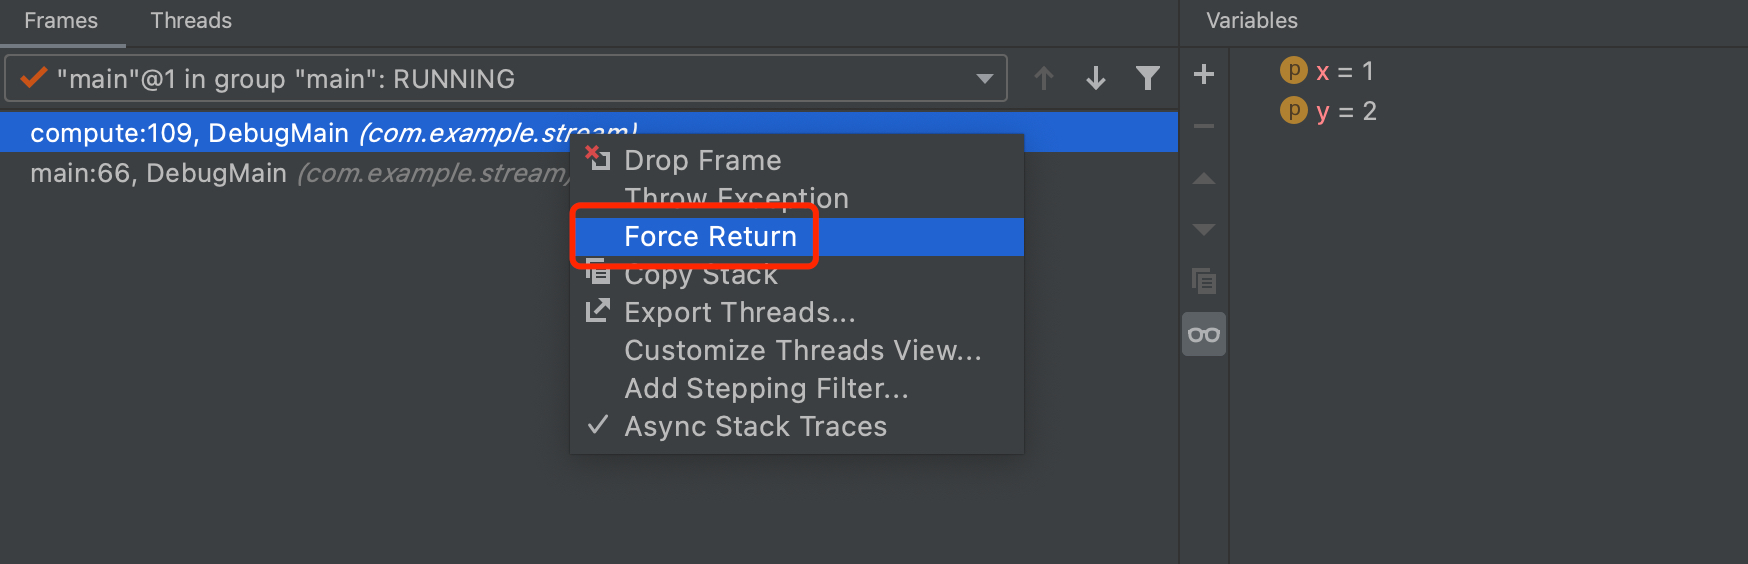 Frames Threads
"main"@1 in group "main": RUNNING
compute:109, DebugMain (com.example.stream)
main:66, DebugMain (com.example.stream)
Drop Frame
Throw Exception
Force Return
Copy Stack
Export Threads...
Customize Threads View...
Add Stepping Filter...
Async Stack Traces
Variables
p x = 1
p y = 2